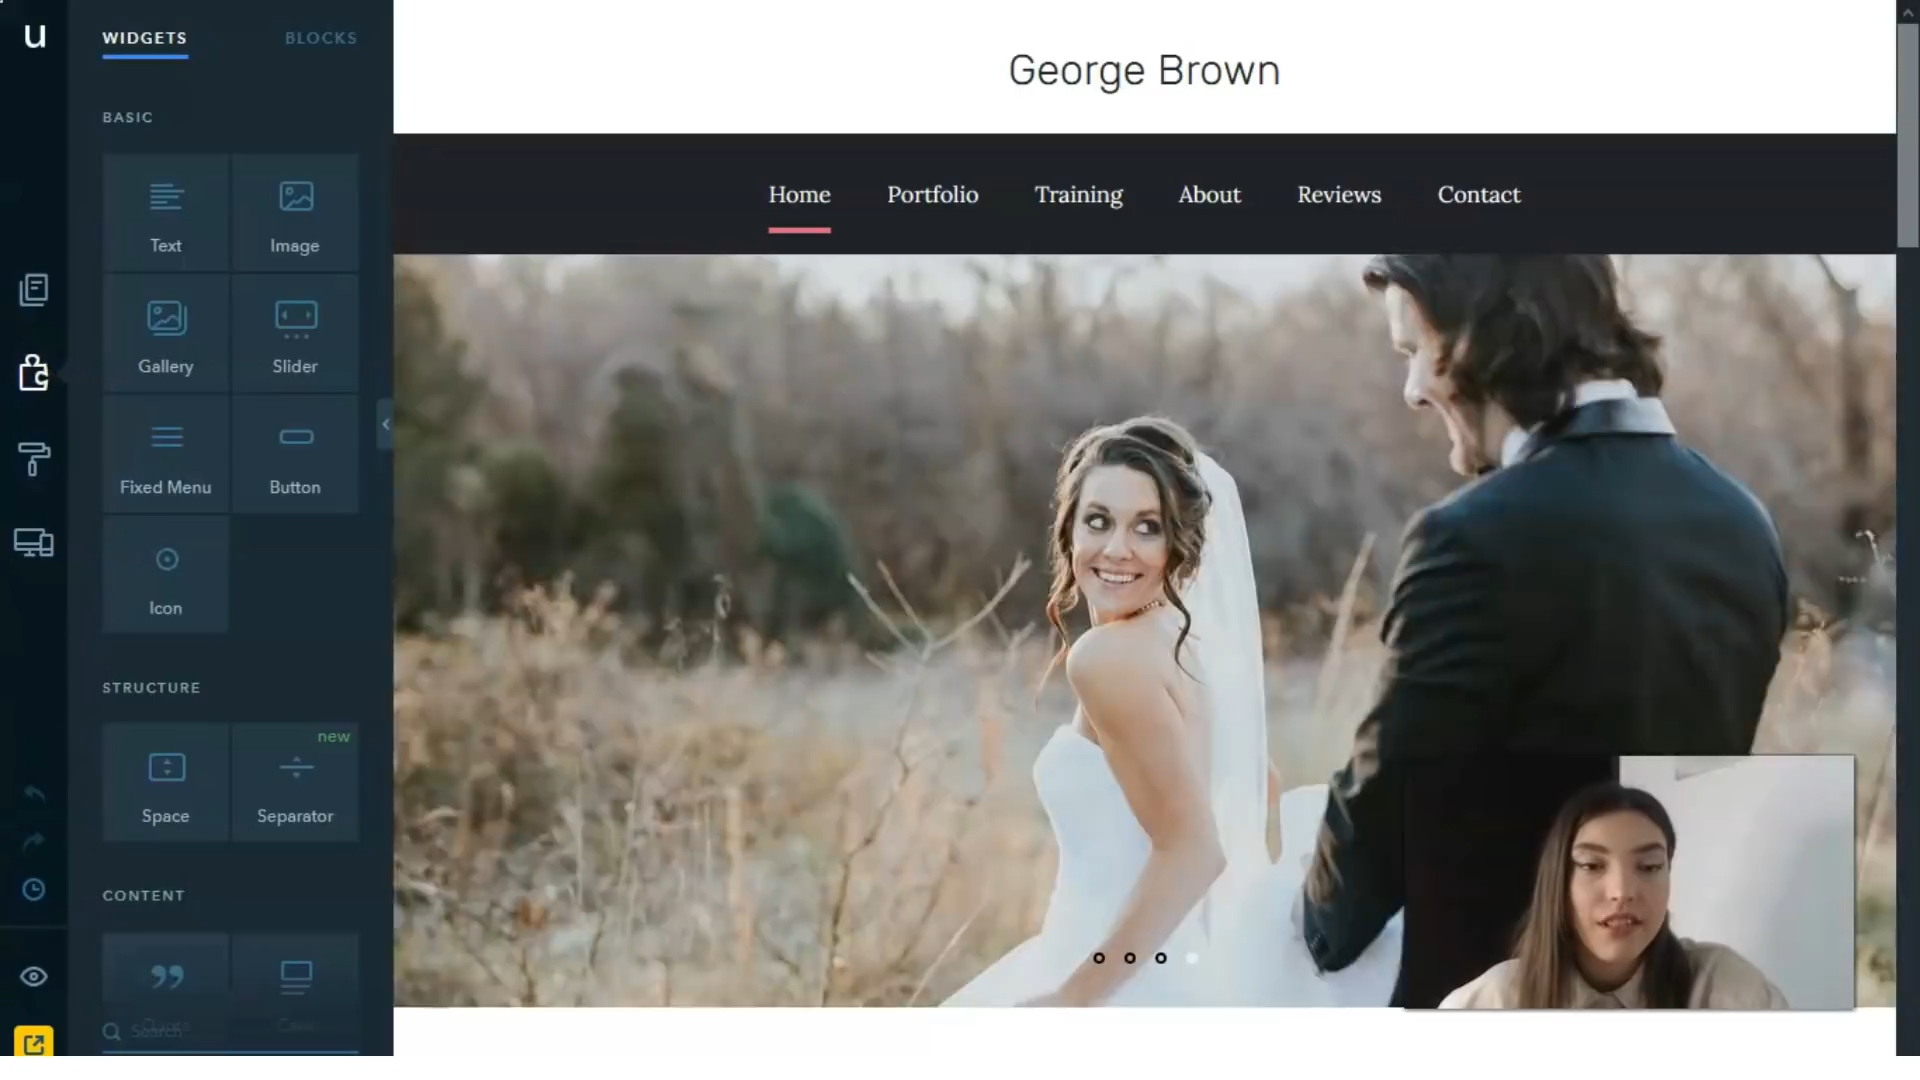 u
WIDGETS BLOCKS
George Brown
BASIC
Home Portfolio Training About Reviews Contact
Text Image
Gallery Slider
Fixed Menu Button
Icon
STRUCTURE
new
Space Separator
CONTENT
Search